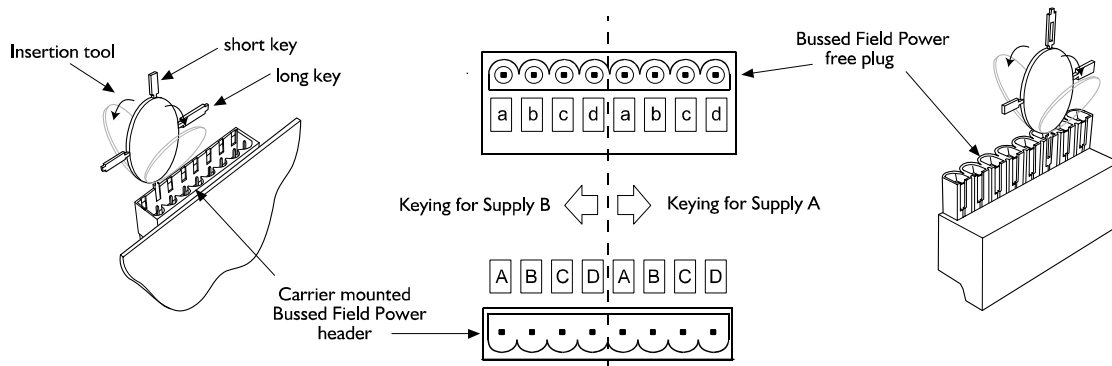 Insertion tool
short key
long key
Bussed Field Power
free plug
a b c d a b c d
Keying for Supply B
Keying for Supply A
A B C D A B C D
Carrier mounted
Bussed Field Power
header